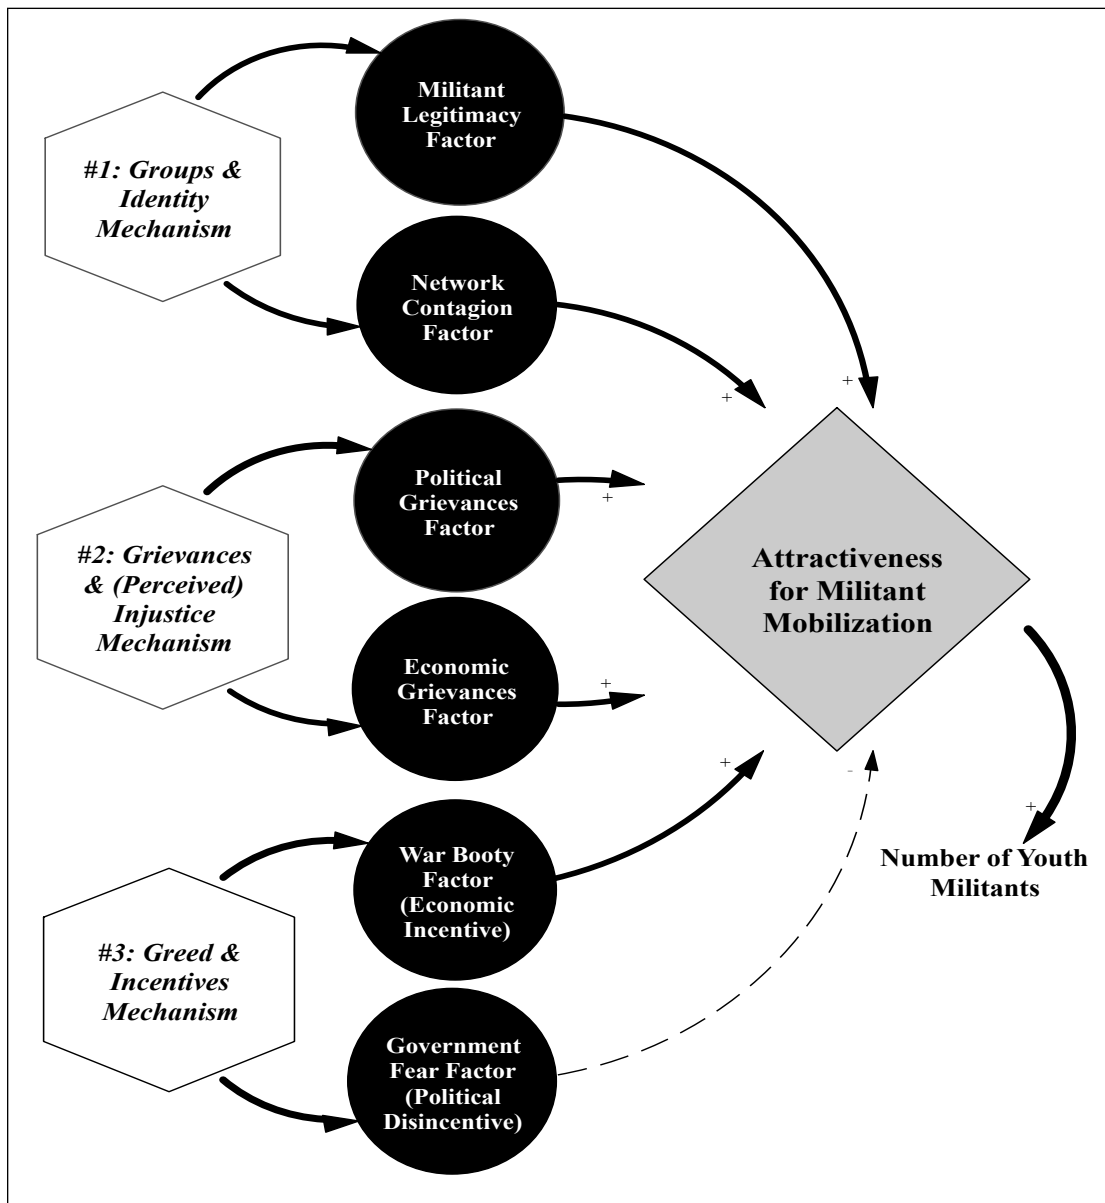 #1: Groups &
Identity
Mechanism
Militant
Legitimacy
Factor
Network
Contagion
Factor
+
+
#2: Grievances
& (Perceived)
Injustice
Mechanism
Political
Grievances
Factor
+
Economic
Grievances
Factor
+
Attractiveness
for Militant
Mobilization
#3: Greed &
Incentives
Mechanism
War Booty
Factor
(Economic
Incentive)
+
Government
Fear Factor
(Political
Disincentive)
-
+
Number of Youth
Militants